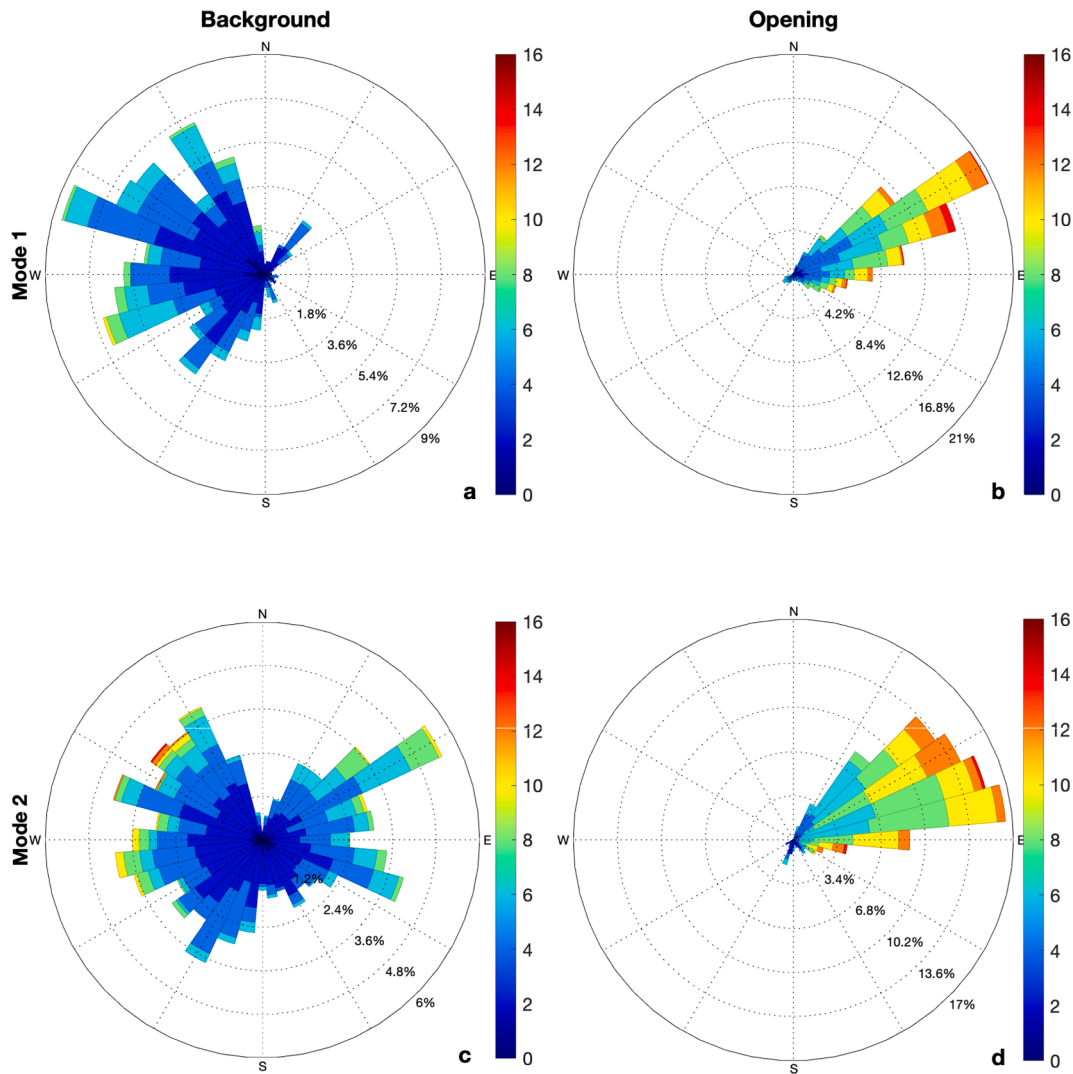 Background
Opening
Mode 1
N
W
E
S
1.8%
3.6%
5.4%
7.2%
9%
16
14
12
10
8
6
4
2
0
a
N
W
E
S
4.2%
8.4%
12.6%
16.8%
21%
16
14
12
10
8
6
4
2
0
b
Mode 2
N
W
E
S
1.2%
2.4%
3.6%
4.8%
6%
16
14
12
10
8
6
4
2
0
c
N
W
E
S
3.4%
6.8%
10.2%
13.6%
17%
16
14
12
10
8
6
4
2
0
d